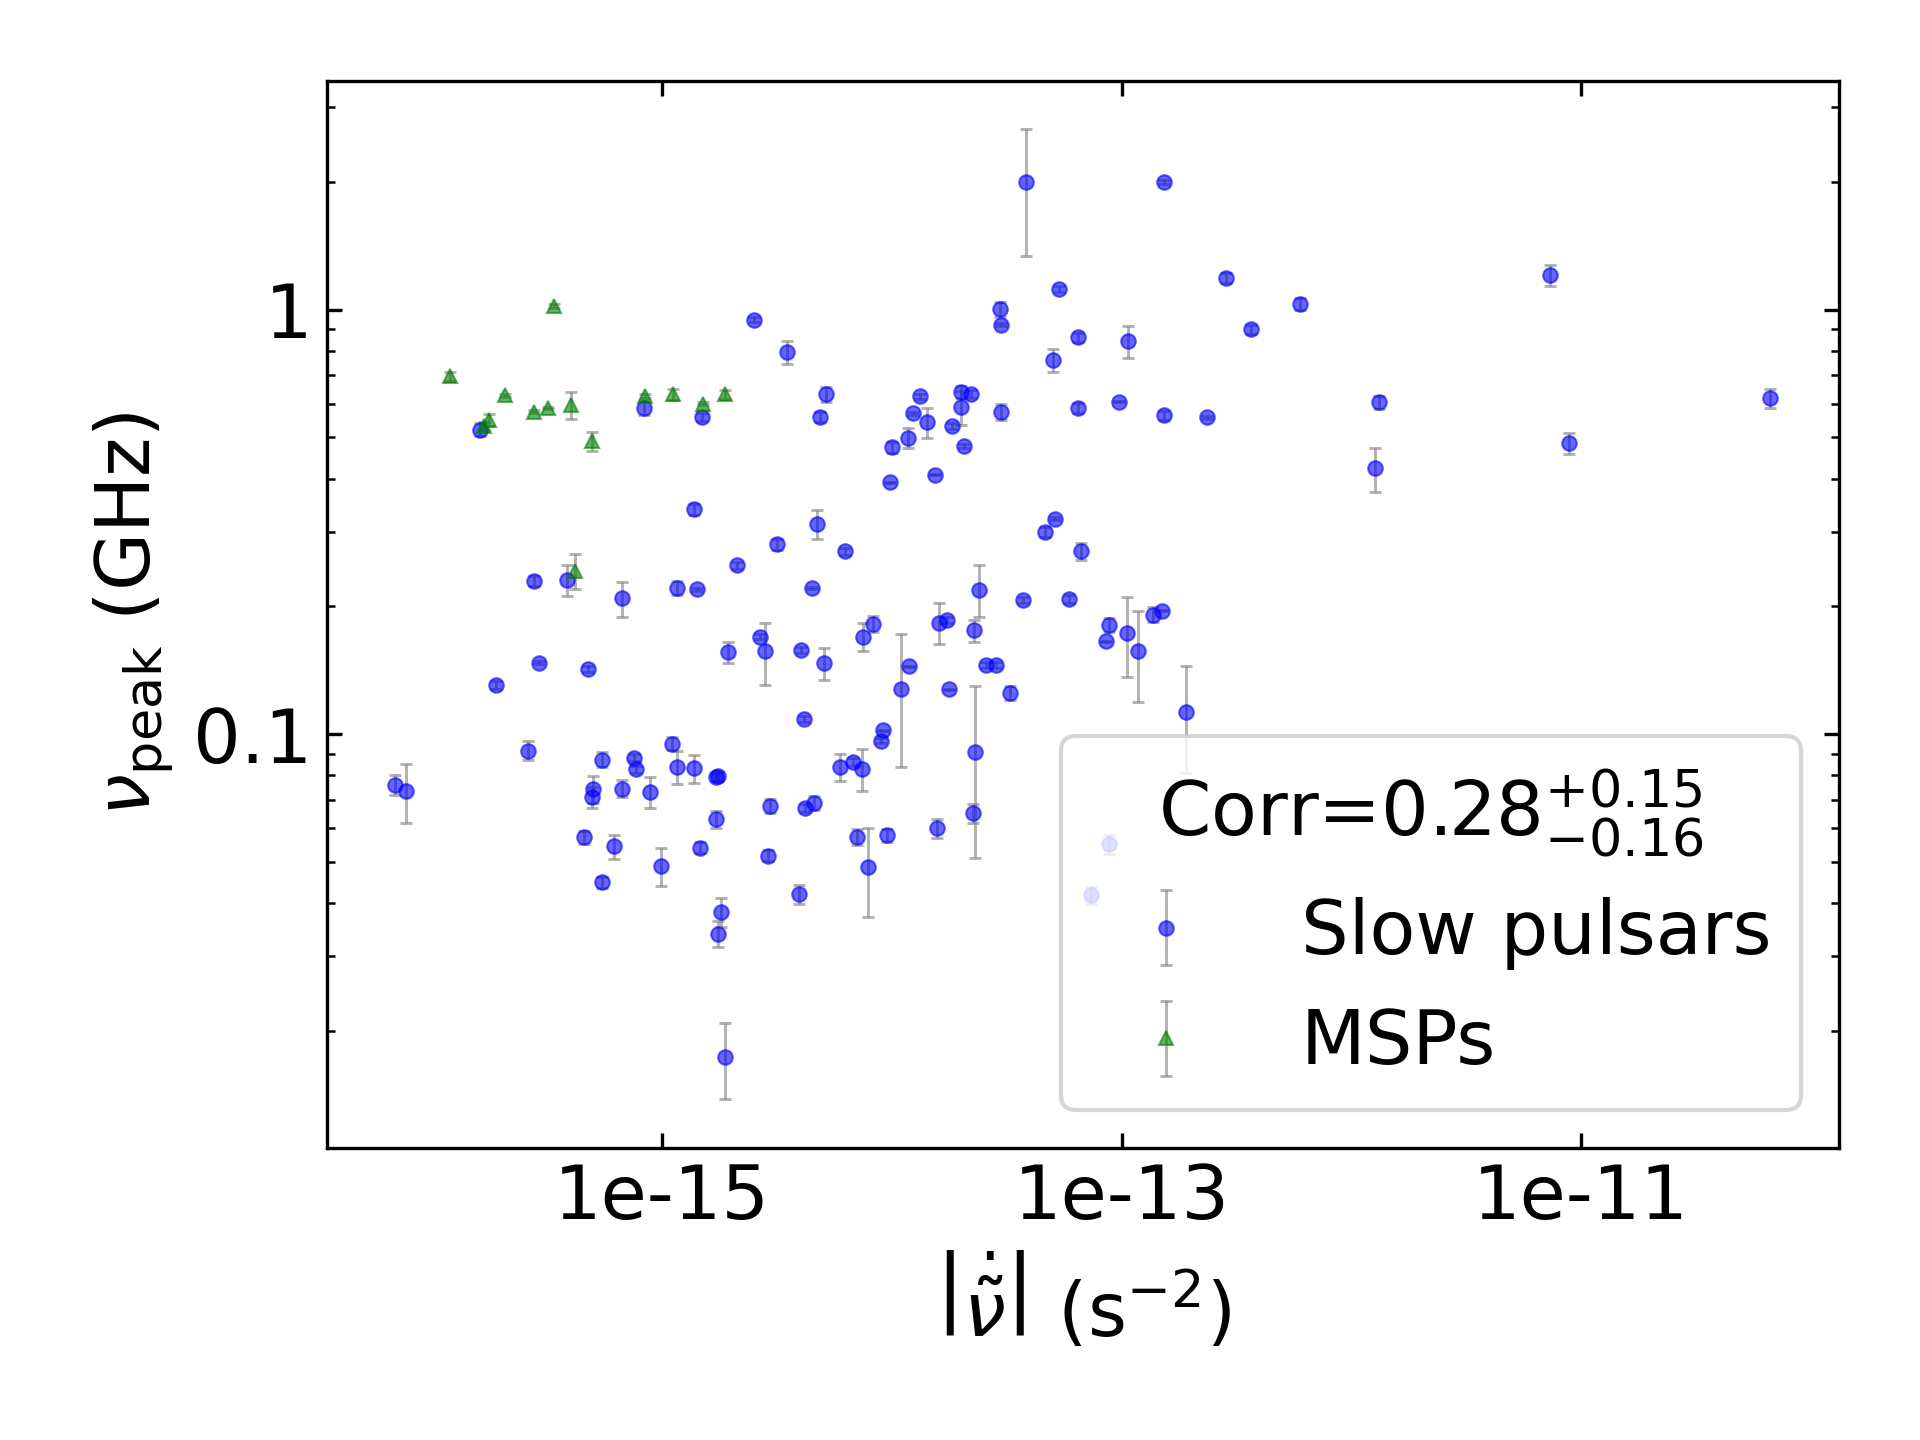 ν_peak (GHz)
1
0.1
Corr=0.28^{+0.15}_{−0.16}
Slow pulsars
MSPs
1e-15 1e-13 1e-11
|ν̃̇| (s⁻²)